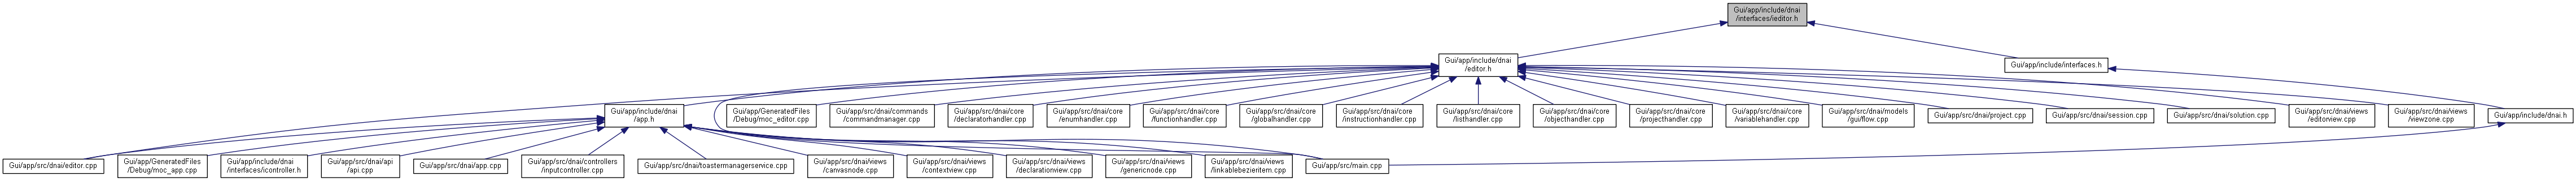 Gui/app/include/dnai
/interfaces/ieditor.h
Gui/app/include/dnai
/editor.h
Gui/app/include/interfaces.h
Gui/app/include/dnai
/app.h
Gui/app/GeneratedFiles
/Debug/moc_editor.cpp
Gui/app/src/dnai/commands
/commandmanager.cpp
Gui/app/src/dnai/core
/declaratorhandler.cpp
Gui/app/src/dnai/core
/enumhandler.cpp
Gui/app/src/dnai/core
/functionhandler.cpp
Gui/app/src/dnai/core
/globalhandler.cpp
Gui/app/src/dnai/core
/instructionhandler.cpp
Gui/app/src/dnai/core
/listhandler.cpp
Gui/app/src/dnai/core
/objecthandler.cpp
Gui/app/src/dnai/core
/projecthandler.cpp
Gui/app/src/dnai/core
/variablehandler.cpp
Gui/app/src/dnai/models
/gui/flow.cpp
Gui/app/src/dnai/project.cpp
Gui/app/src/dnai/session.cpp
Gui/app/src/dnai/solution.cpp
Gui/app/src/dnai/views
/editorview.cpp
Gui/app/src/dnai/views
/viewzone.cpp
Gui/app/include/dnai.h
Gui/app/src/dnai/editor.cpp
Gui/app/GeneratedFiles
/Debug/moc_app.cpp
Gui/app/include/dnai
/interfaces/icontroller.h
Gui/app/src/dnai/api
/api.cpp
Gui/app/src/dnai/app.cpp
Gui/app/src/dnai/controllers
/inputcontroller.cpp
Gui/app/src/dnai/toastermanagerservice.cpp
Gui/app/src/dnai/views
/canvasnode.cpp
Gui/app/src/dnai/views
/contextview.cpp
Gui/app/src/dnai/views
/declarationview.cpp
Gui/app/src/dnai/views
/genericnode.cpp
Gui/app/src/dnai/views
/linkablebezieritem.cpp
Gui/app/src/main.cpp